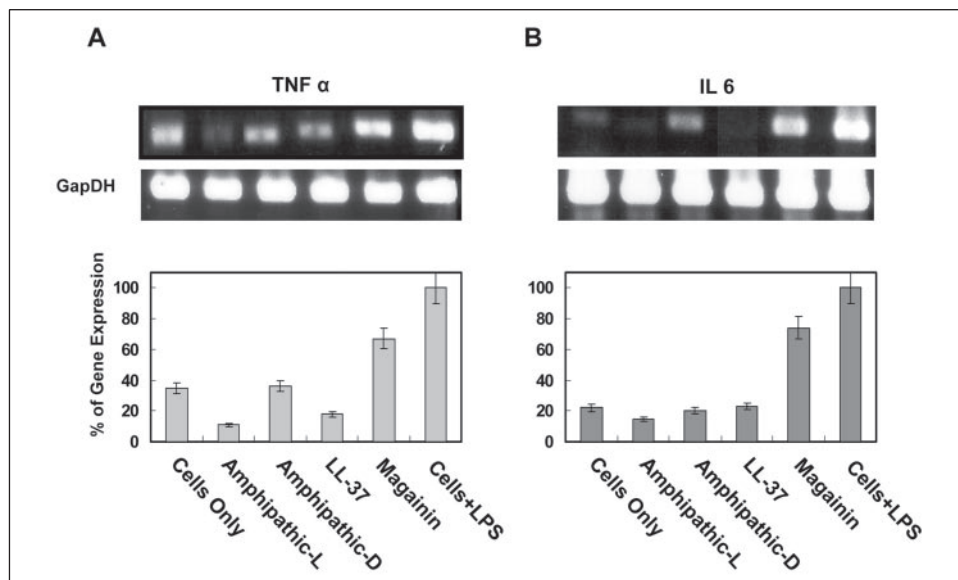 A
B
TNF α
IL 6
GapDH
% of Gene Expression
100
80
60
40
20
0
Cells Only
Amphipathic-L
Amphipathic-D
LL-37
Magainin
Cells+LPS
100
80
60
40
20
0
Cells Only
Amphipathic-L
Amphipathic-D
LL-37
Magainin
Cells+LPS